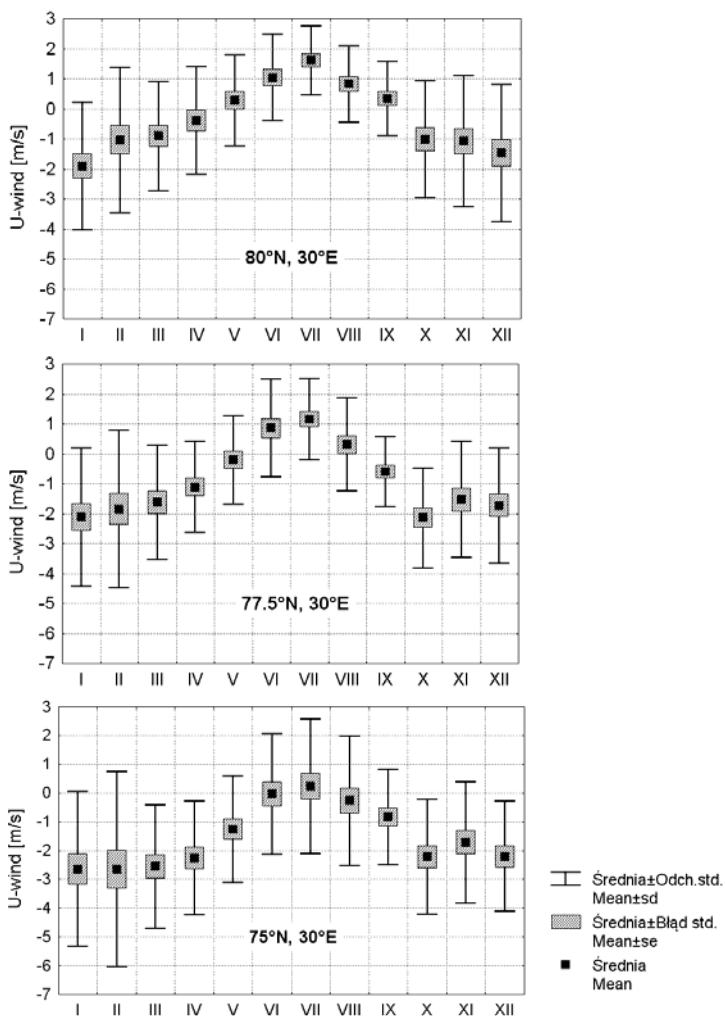 3
2
1
0
-1
-2
-3
-4
-5
-6
-7
U-wind [m/s]
80°N, 30°E
I II III IV V VI VII VIII IX X XI XII
3
2
1
0
-1
-2
-3
-4
-5
-6
-7
U-wind [m/s]
77.5°N, 30°E
I II III IV V VI VII VIII IX X XI XII
3
2
1
0
-1
-2
-3
-4
-5
-6
-7
U-wind [m/s]
75°N, 30°E
I II III IV V VI VII VIII IX X XI XII
Średnia±Odch.std.
Mean±sd
Średnia±Błąd std.
Mean±se
Średnia
Mean